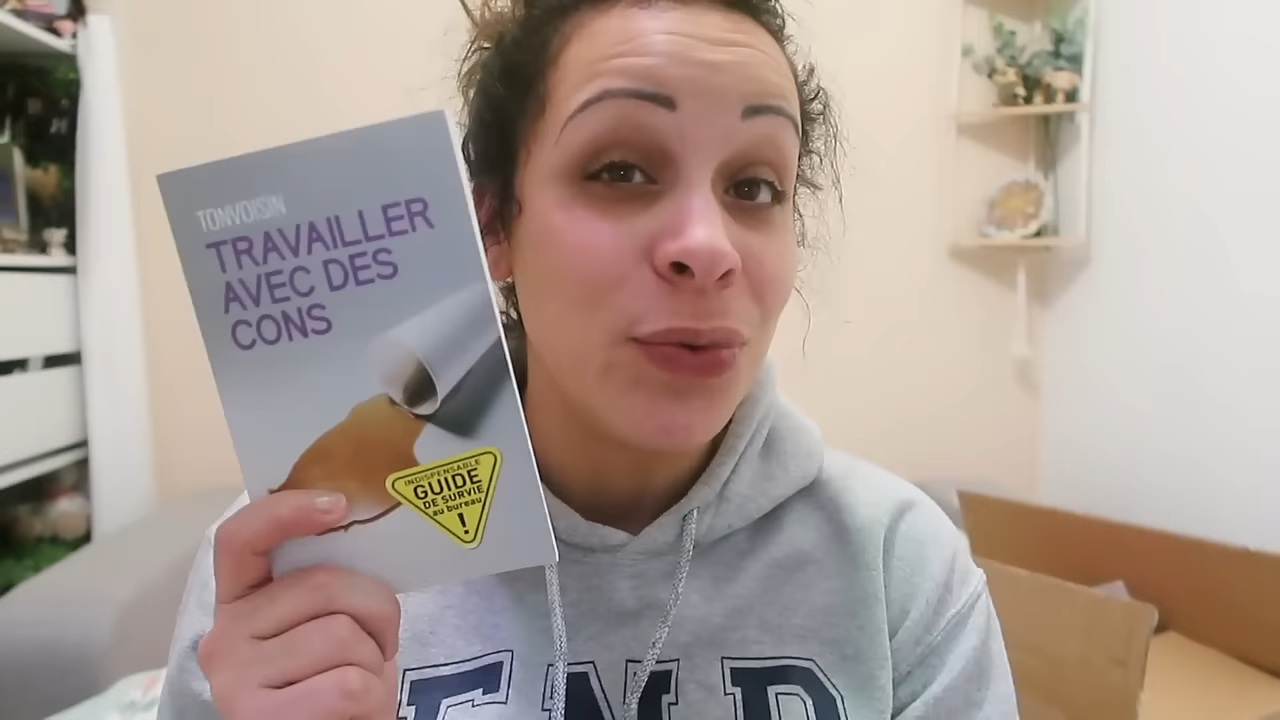 TONVOISIN
TRAVAILLER
AVEC DES
CONS
INDISPENSABLE
GUIDE
DE SURVIE
au bureau
!